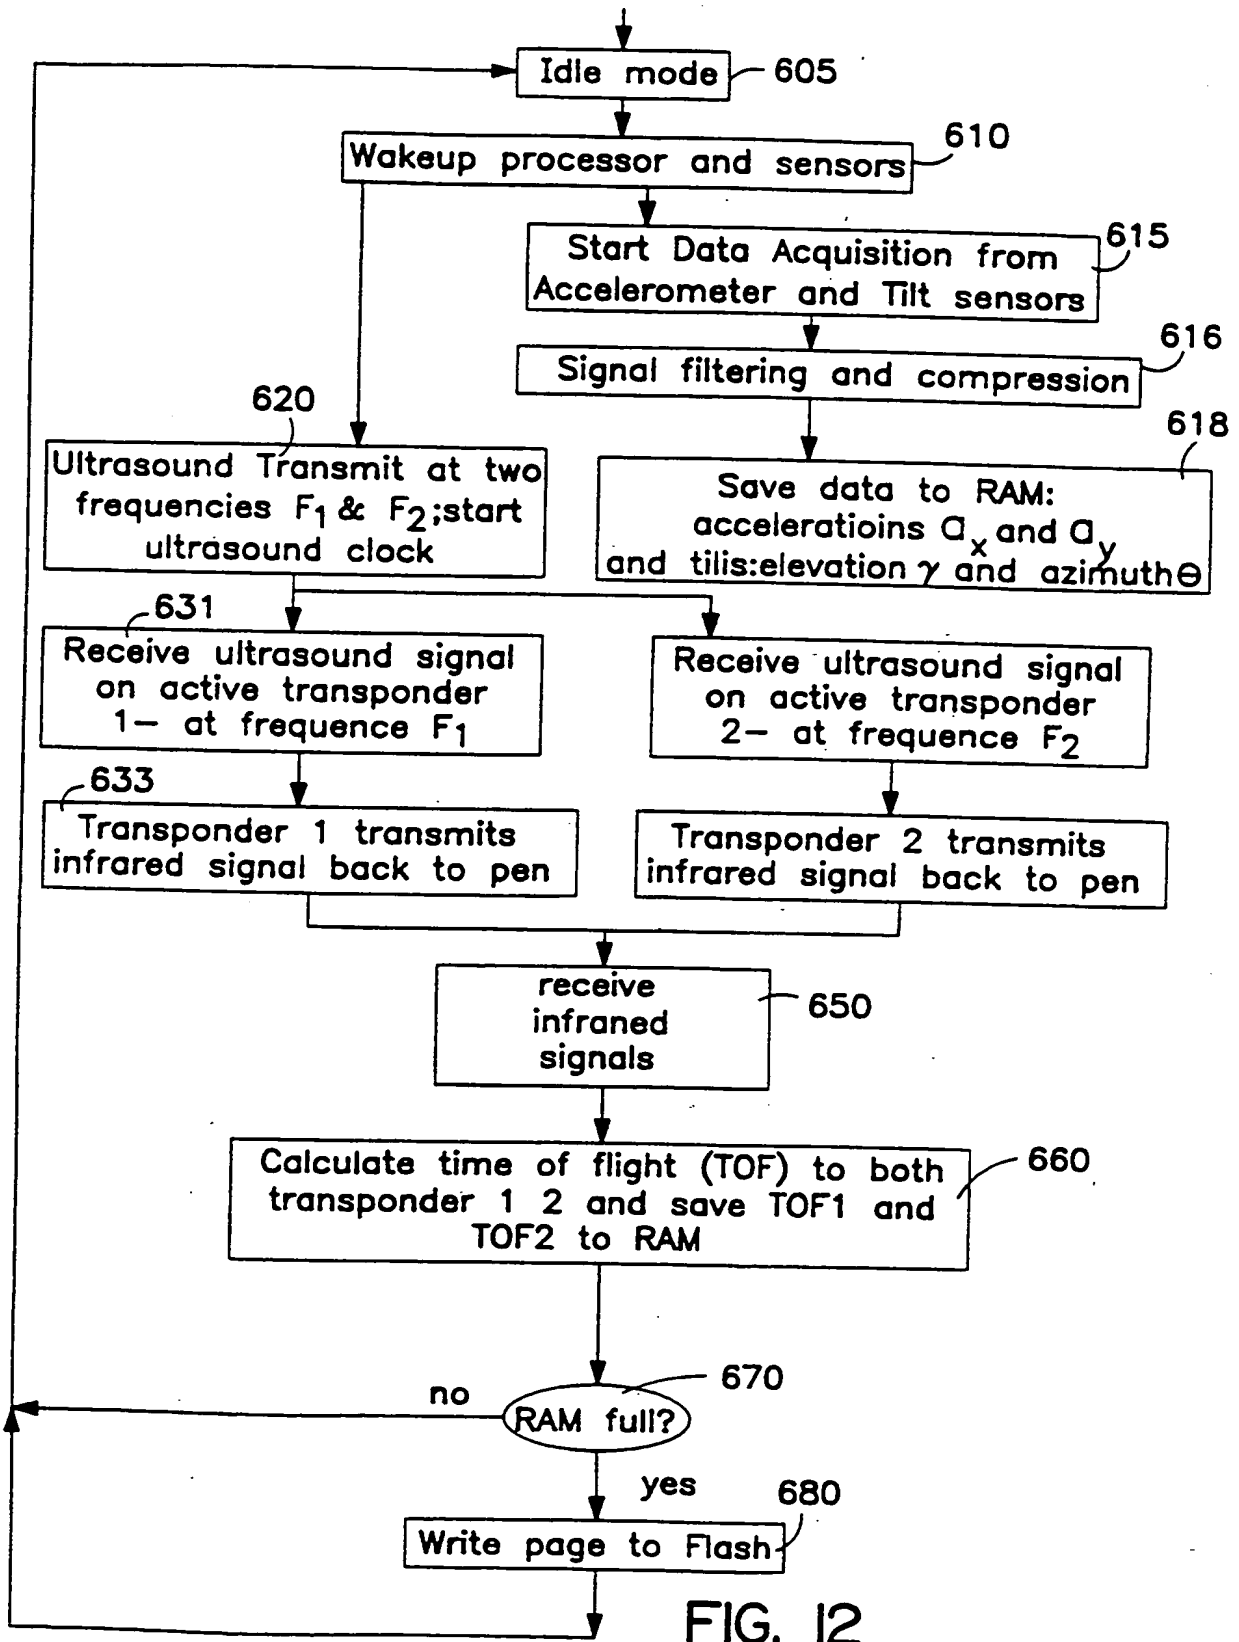 Idle mode
605
Wakeup processor and sensors
610
Start Data Acquisition from
Accelerometer and Tilt sensors
615
Signal filtering and compression
616
620
Ultrasound Transmit at two
frequencies F1 & F2;start
ultrasound clock
618
Save data to RAM:
acceleratioins ax and ay
and tilis:elevation γ and azimuth Θ
631
Receive ultrasound signal
on active transponder
1- at frequence F1
Receive ultrasound signal
on active transponder
2- at frequence F2
633
Transponder 1 transmits
infrared signal back to pen
Transponder 2 transmits
infrared signal back to pen
receive
infraned
signals
650
Calculate time of flight (TOF) to both
transponder 1 2 and save TOF1 and
TOF2 to RAM
660
no
RAM full?
670
yes
680
Write page to Flash
FIG. 12